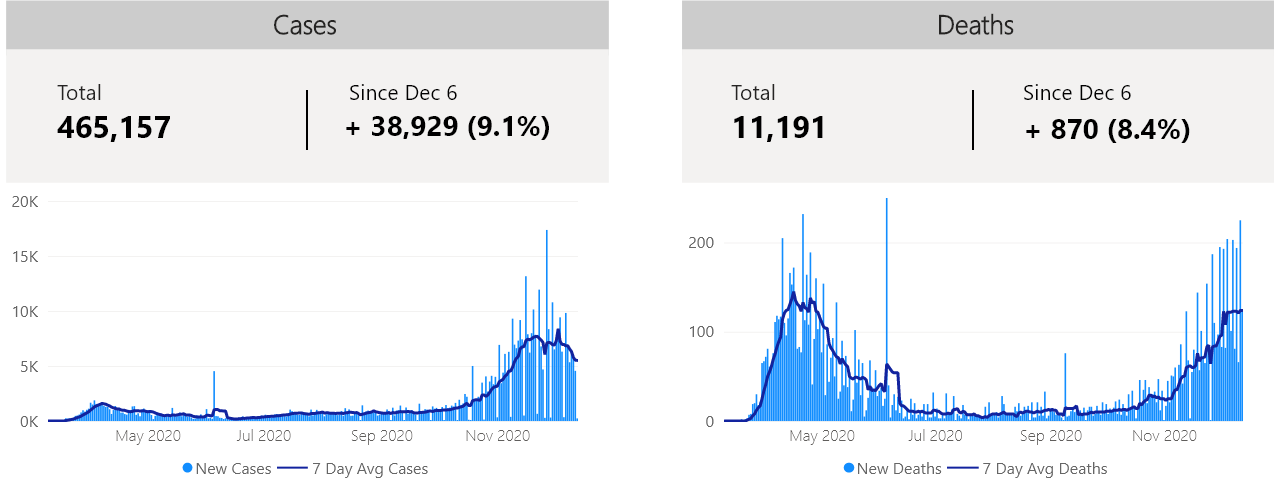 Cases
Total
465,157
Since Dec 6
+ 38,929 (9.1%)
20K
15K
10K
5K
0K
May 2020
Jul 2020
Sep 2020
Nov 2020
New Cases
7 Day Avg Cases
Deaths
Total
11,191
Since Dec 6
+ 870 (8.4%)
200
100
0
May 2020
Jul 2020
Sep 2020
Nov 2020
New Deaths
7 Day Avg Deaths